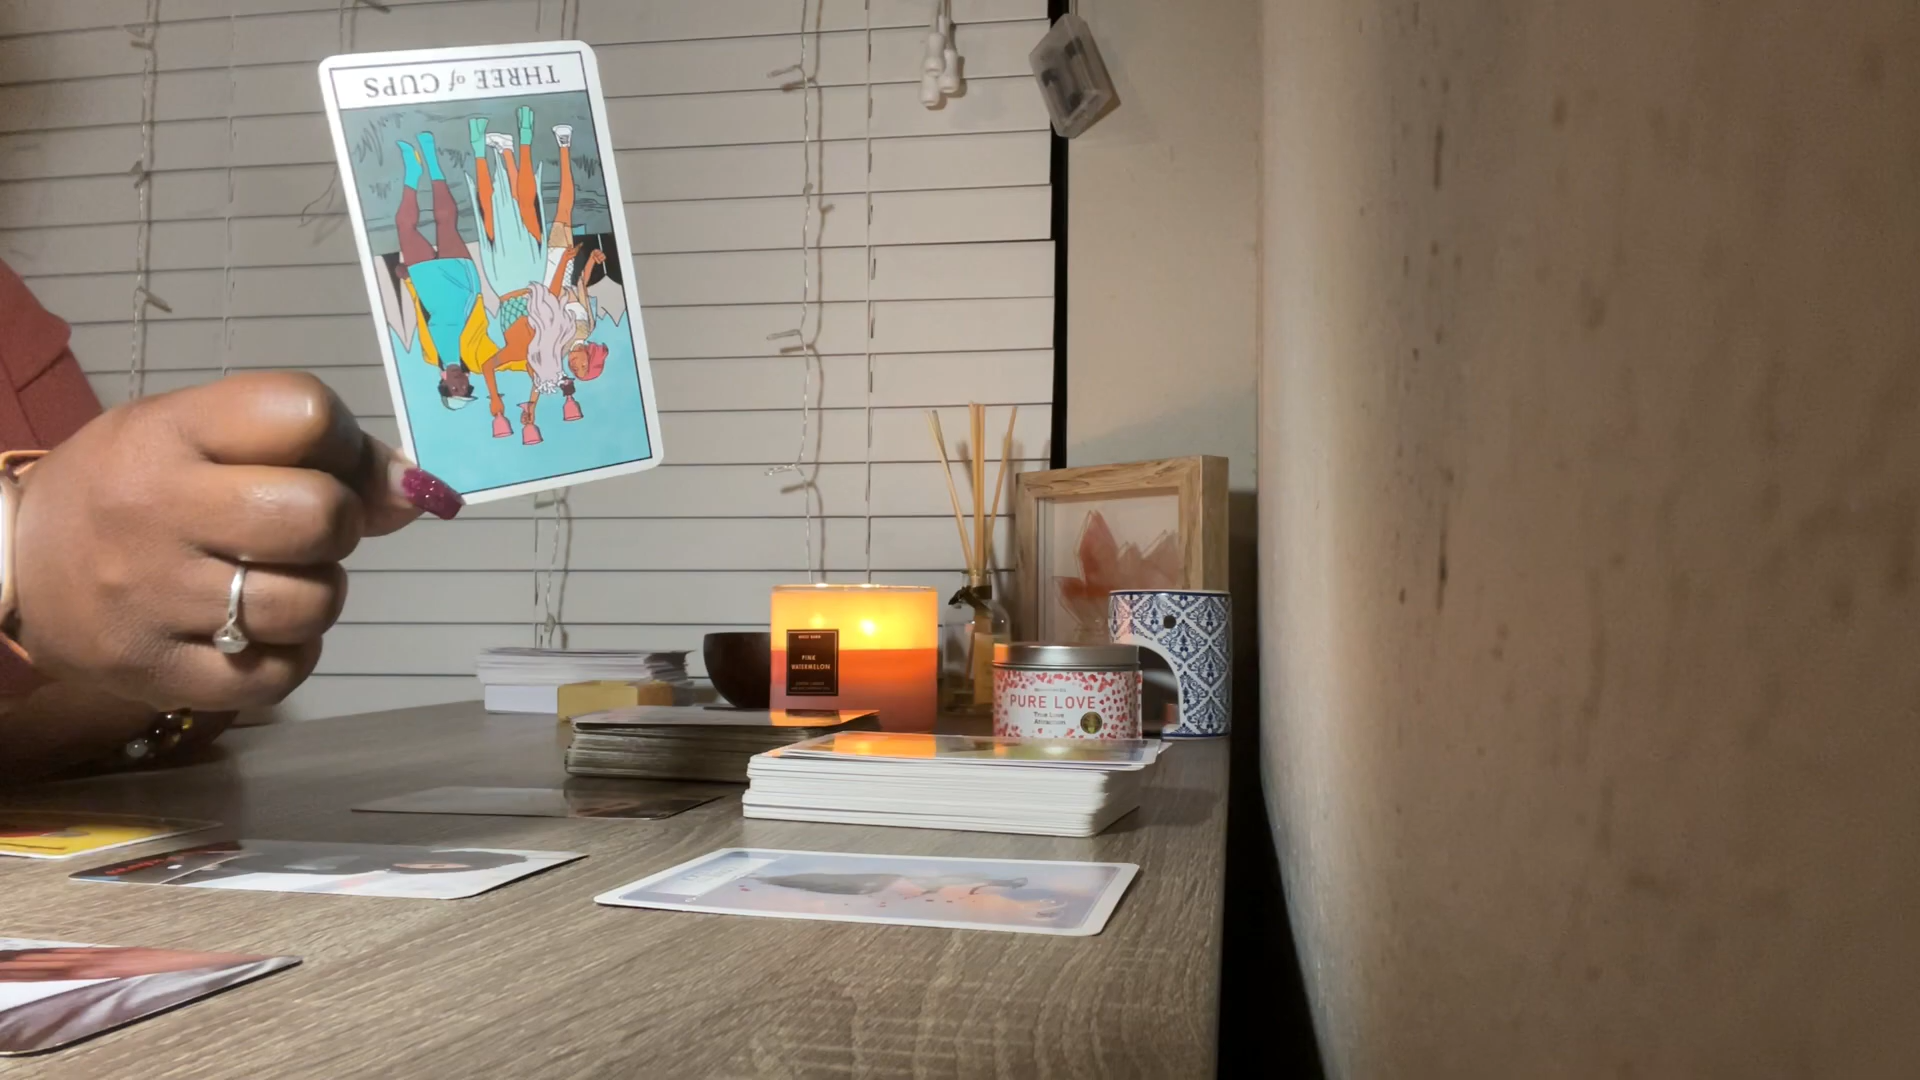 THREE of CUPS
PINK
WATERMELON
PURE LOVE
True Love
Attraction